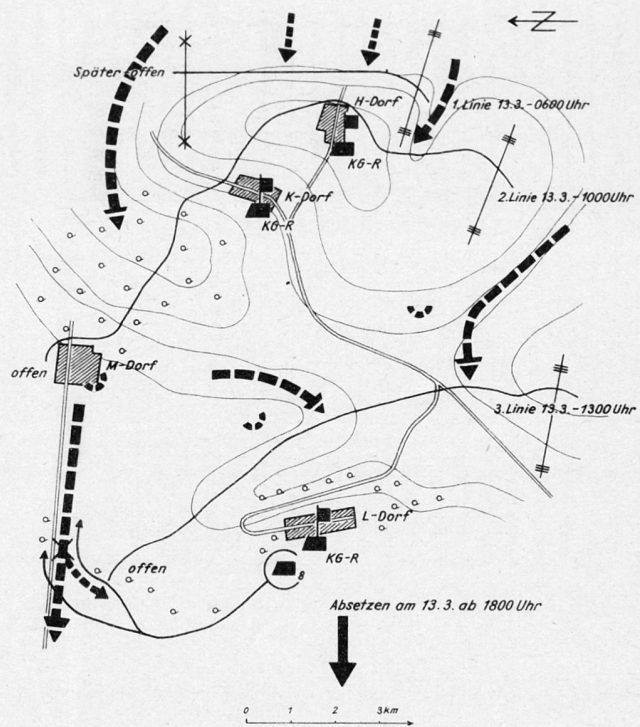 N
Später offen
H-Dorf
1. Linie 13.3.-0600 Uhr
KG-R
K-Dorf
2. Linie 13.3.-1000 Uhr
KG-R
M-Dorf
offen
3. Linie 13.3.-1300 Uhr
L-Dorf
KG-R
offen
8
Absetzen am 13.3. ab 1800 Uhr
0 1 2 3 km